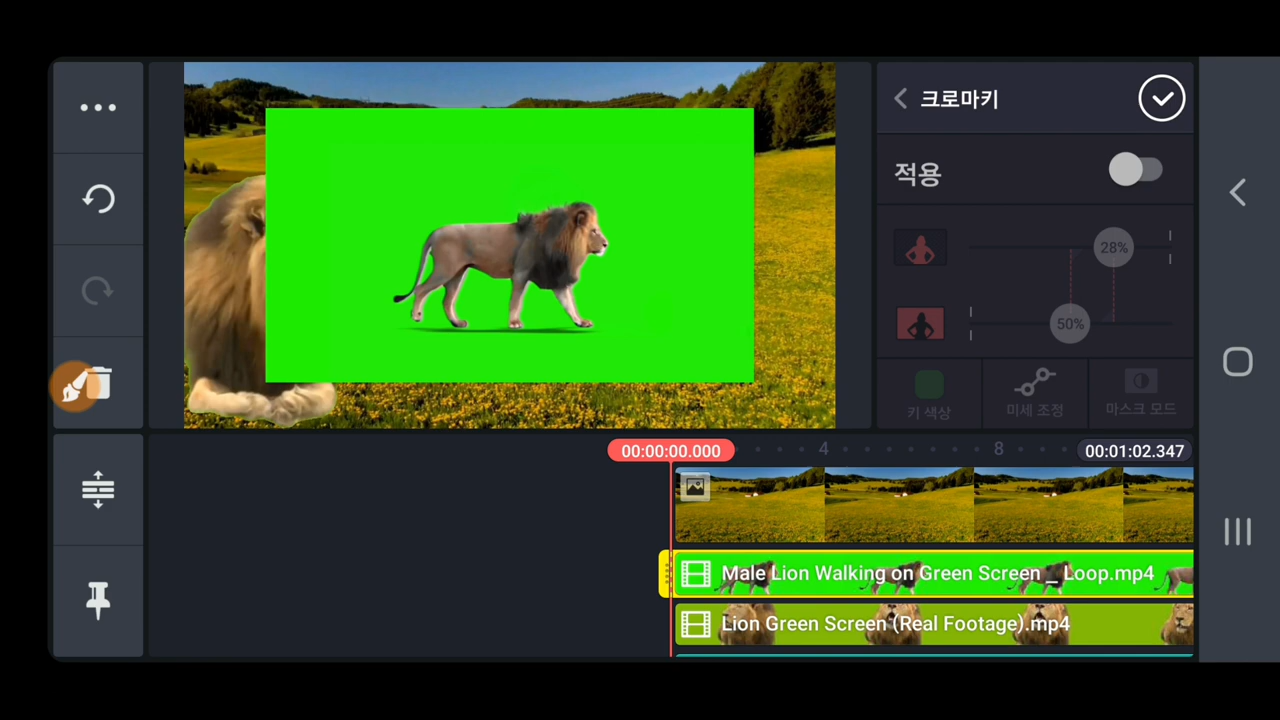 크로마키
적용
28%
50%
키 색상
미세 조정
마스크 모드
00:00:00.000
4
8
00:01:02.347
Male Lion Walking on Green Screen _ Loop.mp4
Lion Green Screen (Real Footage).mp4